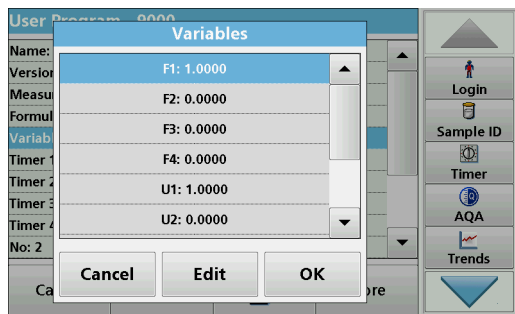 User Program 9000
Variables
Name:
Version
Measu
Formul
Variabl
Timer 1
Timer 2
Timer 3
Timer 4
No: 2
F1: 1.0000
F2: 0.0000
F3: 0.0000
F4: 0.0000
U1: 1.0000
U2: 0.0000
Cancel
Edit
OK
Ca
ore
Login
Sample ID
Timer
AQA
Trends